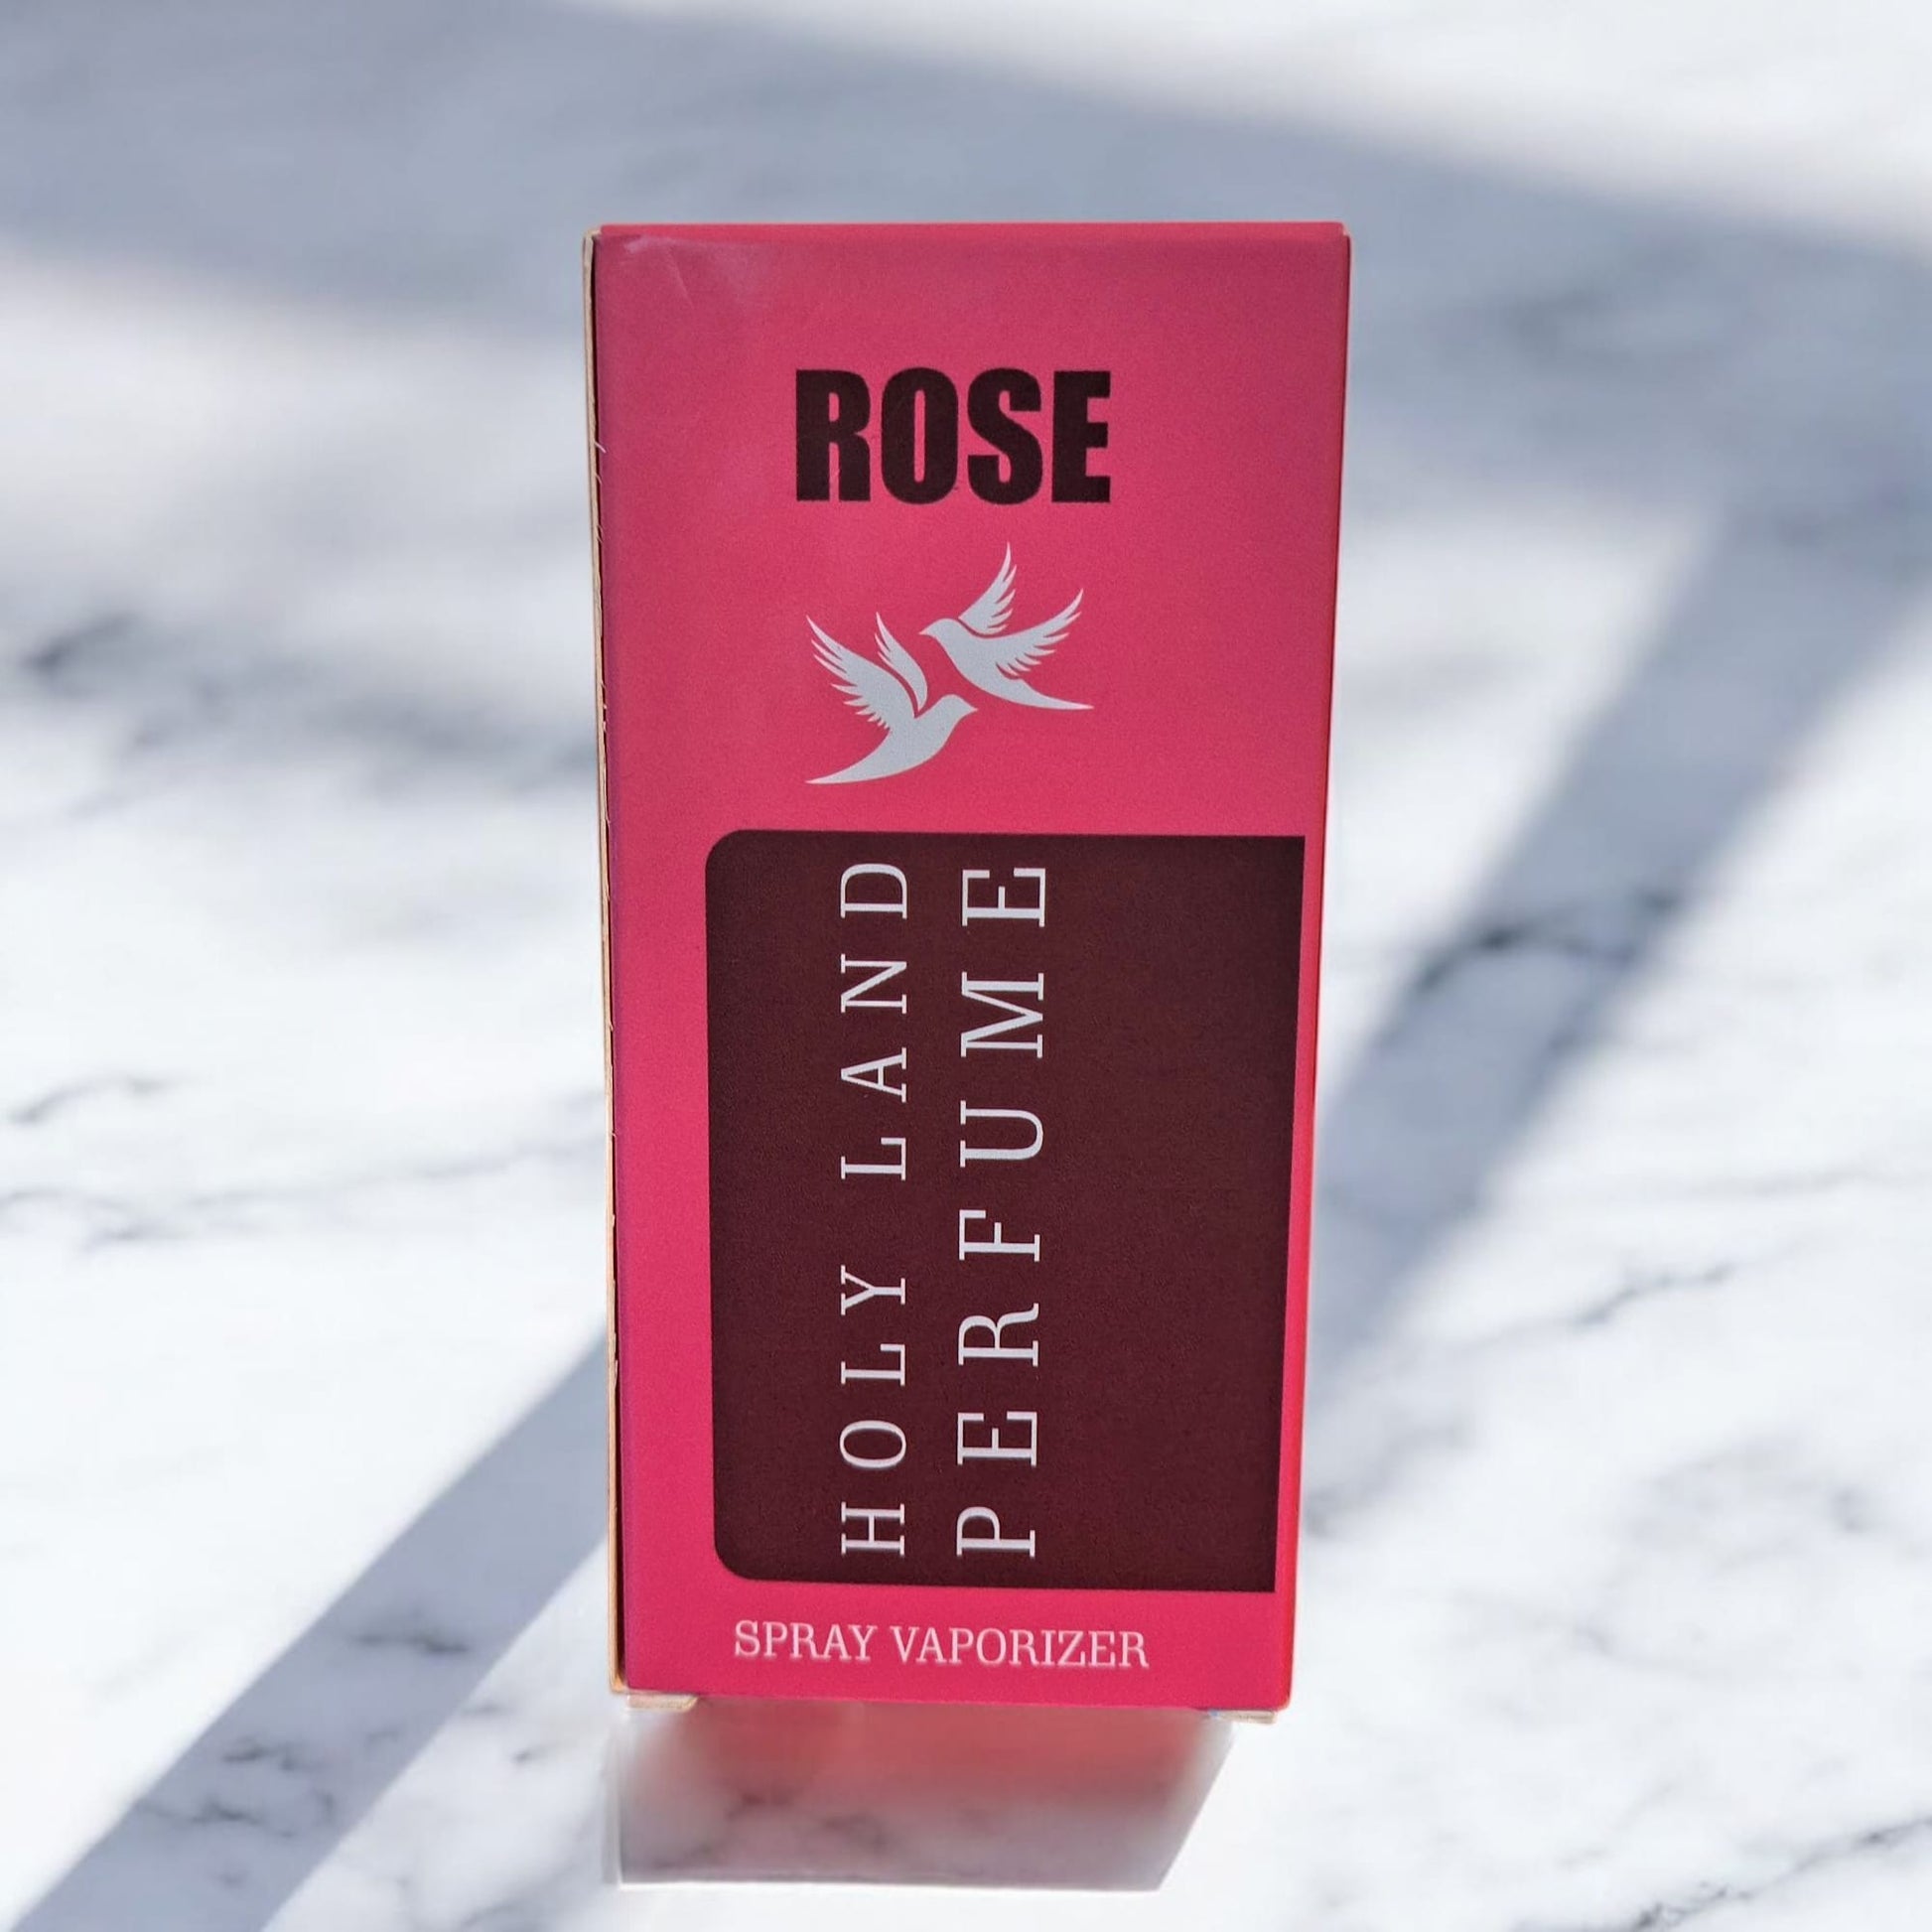 ROSE
HOLY LAND
PERFUME
SPRAY VAPORIZER